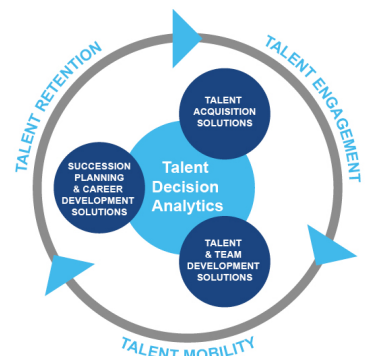 TALENT RETENTION
TALENT ENGAGEMENT
TALENT
ACQUISITION
SOLUTIONS
SUCCESSION
PLANNING
& CAREER
DEVELOPMENT
SOLUTIONS
Talent
Decision
Analytics
TALENT
& TEAM
DEVELOPMENT
SOLUTIONS
TALENT MOBILITY